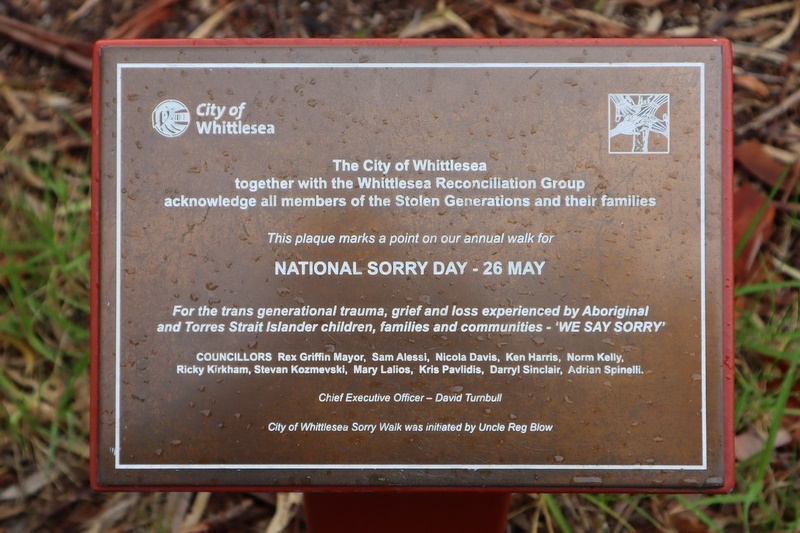 City of
Whittlesea
The City of Whittlesea
together with the Whittlesea Reconciliation Group
acknowledge all members of the Stolen Generations and their families
This plaque marks a point on our annual walk for
NATIONAL SORRY DAY - 26 MAY
For the trans generational trauma, grief and loss experienced by Aboriginal
and Torres Strait Islander children, families and communities - 'WE SAY SORRY'
COUNCILLORS Rex Griffin Mayor, Sam Alessi, Nicola Davis, Ken Harris, Norm Kelly,
Ricky Kirkham, Stevan Kozmevski, Mary Lalios, Kris Pavlidis, Darryl Sinclair, Adrian Spinelli.
Chief Executive Officer – David Turnbull
City of Whittlesea Sorry Walk was initiated by Uncle Reg Blow